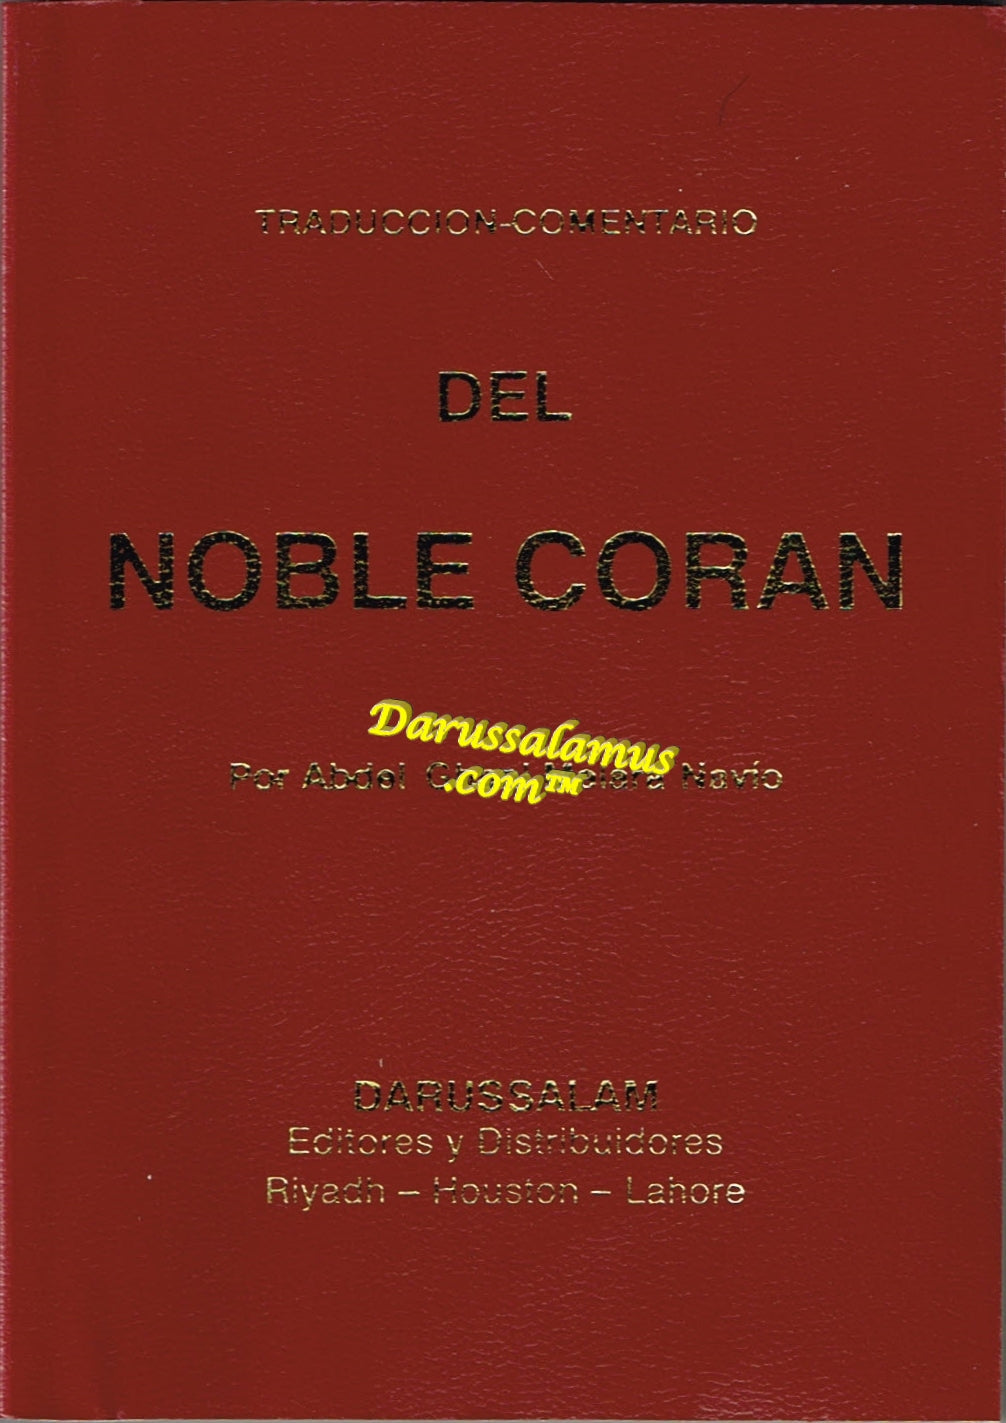 TRADUCCION-COMENTARIO
DEL
NOBLE CORAN
Darussalamus
.com™
Por Abdel Navío
DARUSSALAM
Editores y Distribuidores
Riyadh – Houston – Lahore